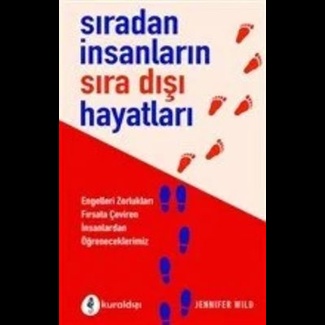 sıradan
insanların
sıra dışı
hayatları
Engelleri Zorlukları
Fırsata Çeviren
İnsanlardan
Öğreneceklerimiz
kuraldışı
JENNIFER WILD